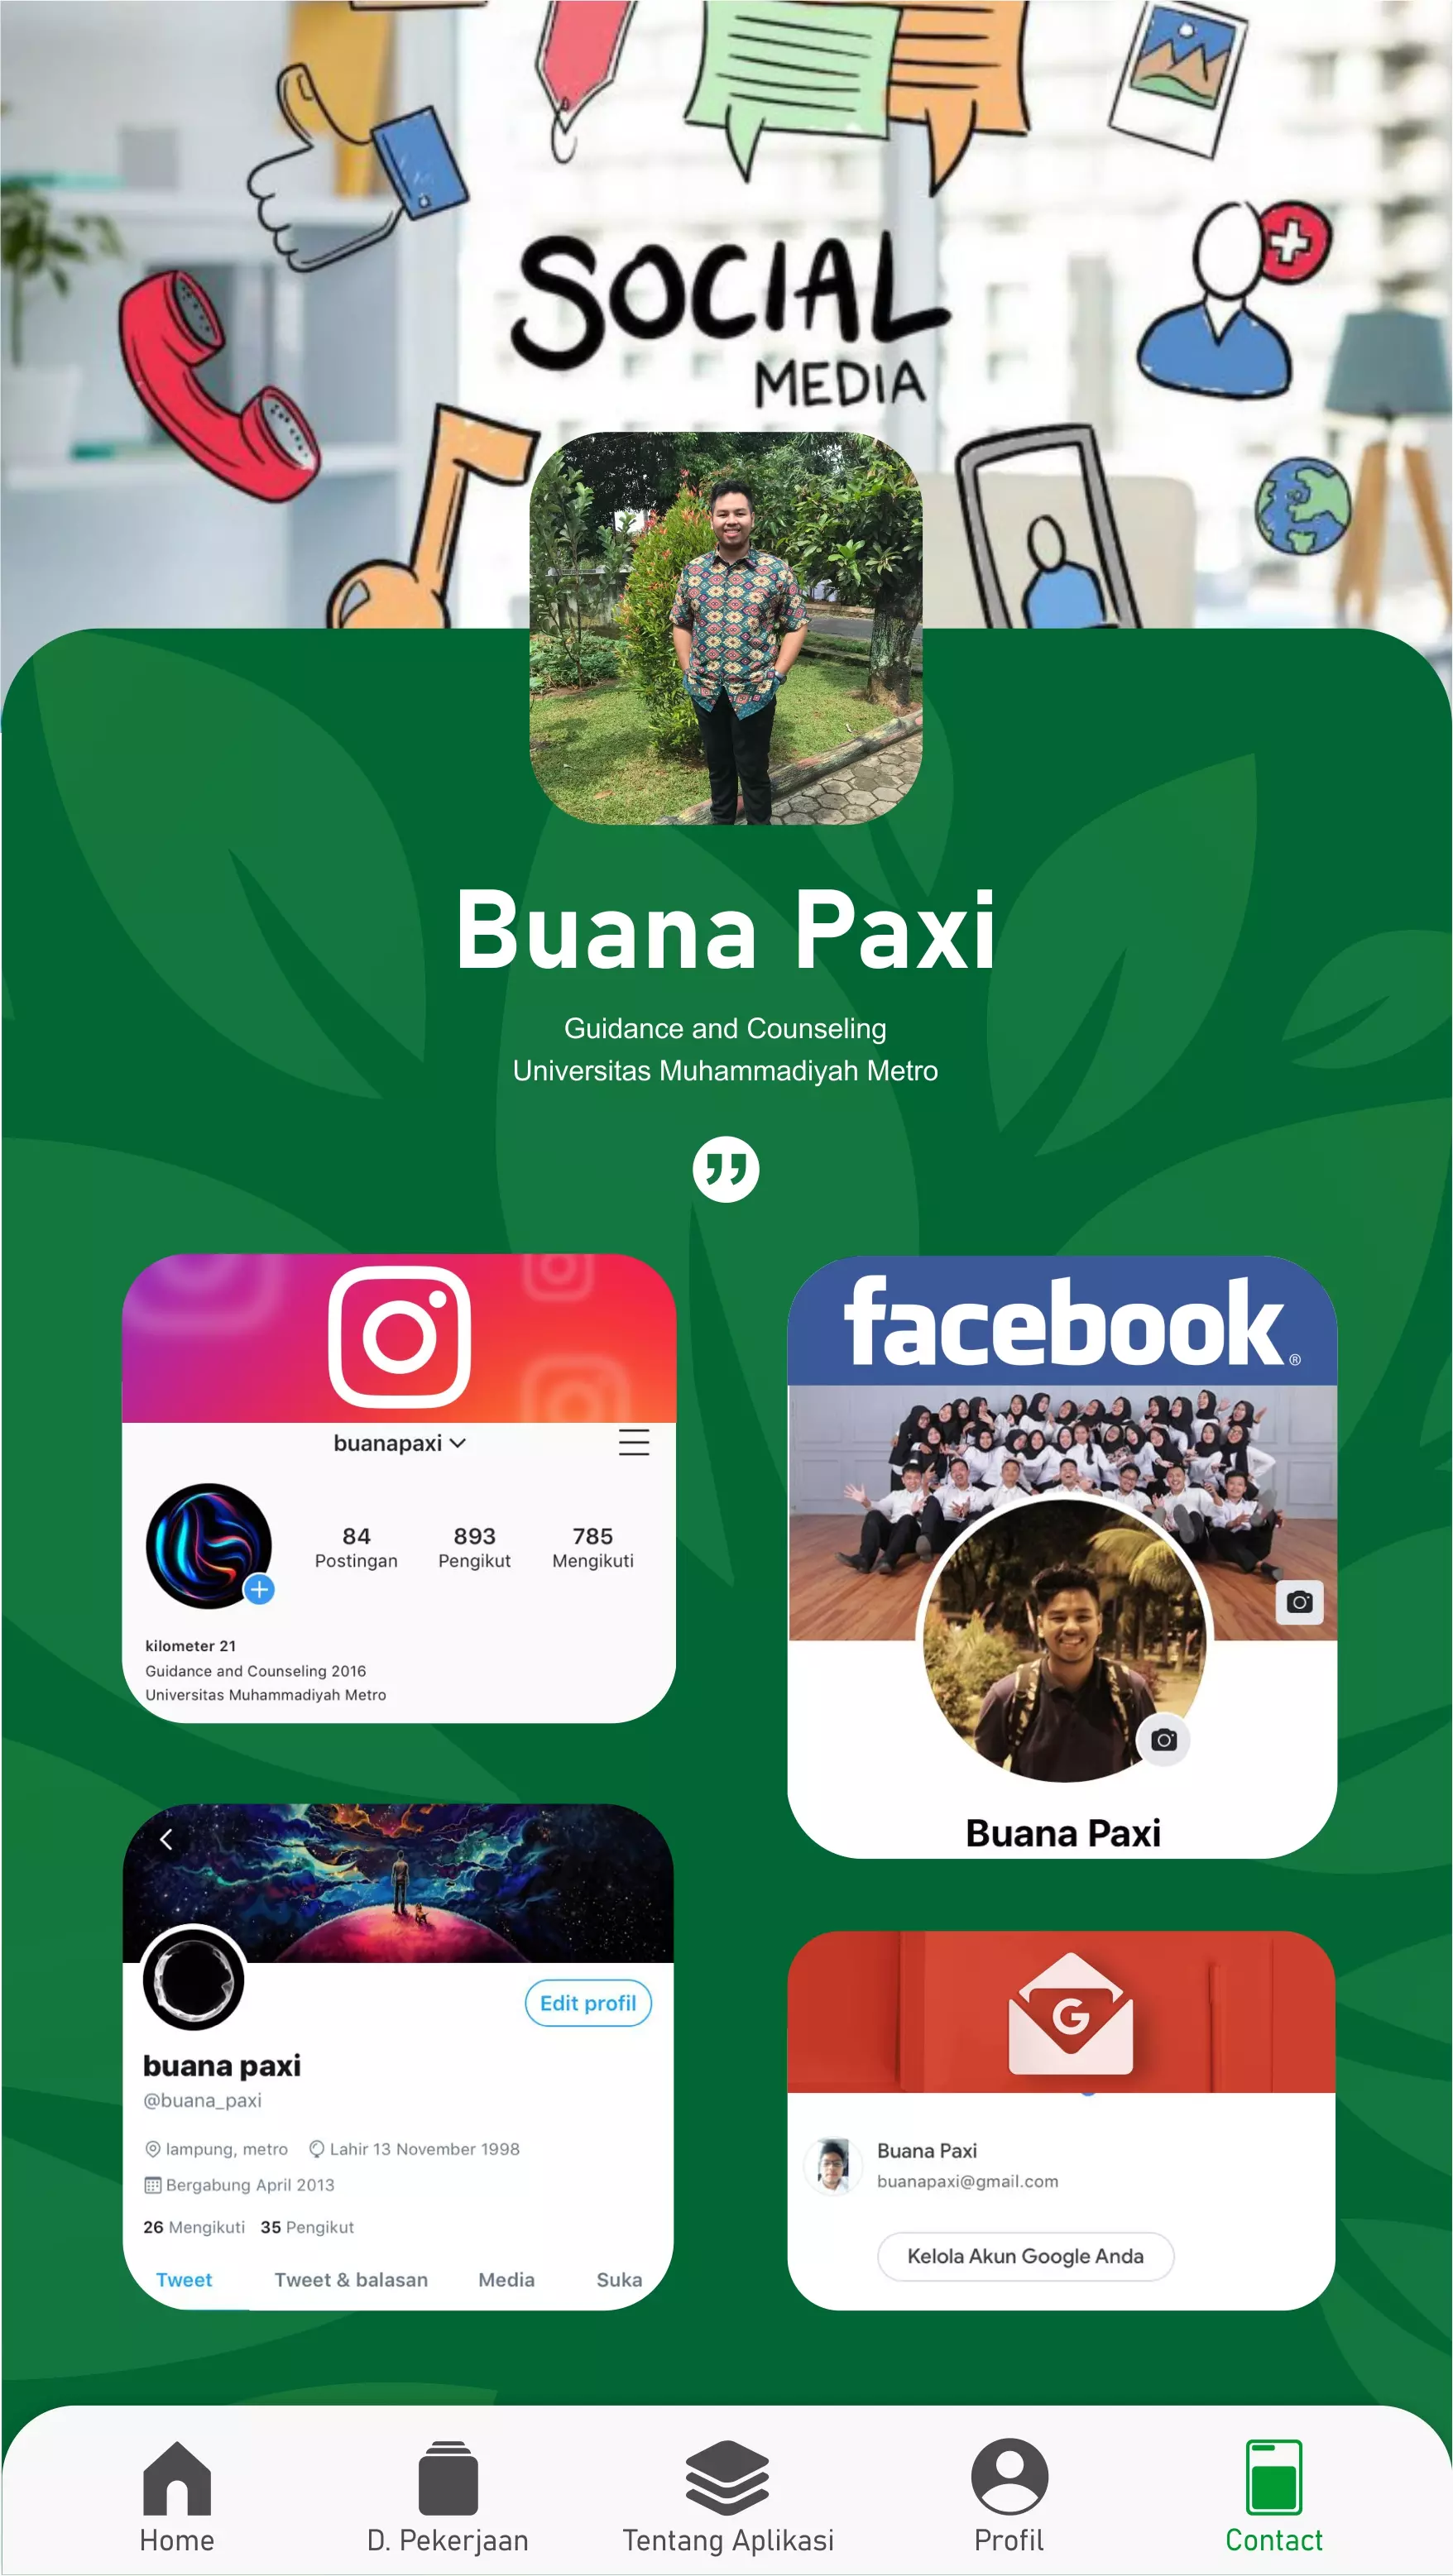 SOCIAL
MEDIA
Buana Paxi
Guidance and Counseling
Universitas Muhammadiyah Metro
buanapaxi
84 893 785
Postingan Pengikut Mengikuti
kilometer 21
Guidance and Counseling 2016
Universitas Muhammadiyah Metro
facebook®
Buana Paxi
Edit profil
buana paxi
@buana_paxi
lampung, metro Lahir 13 November 1998
Bergabung April 2013
26 Mengikuti 35 Pengikut
Tweet Tweet & balasan Media Suka
G
Buana Paxi
buanapaxi@gmail.com
Kelola Akun Google Anda
Home D. Pekerjaan Tentang Aplikasi Profil Contact